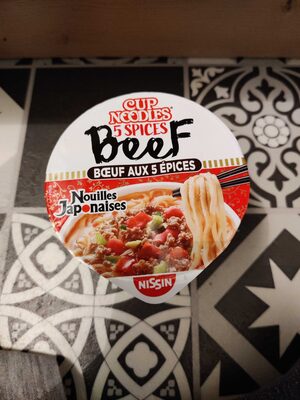 CUP
NOODLES
5 SPICES
BeeF
BŒUF AUX 5 ÉPICES
Nouilles
Japonaises
NISSIN